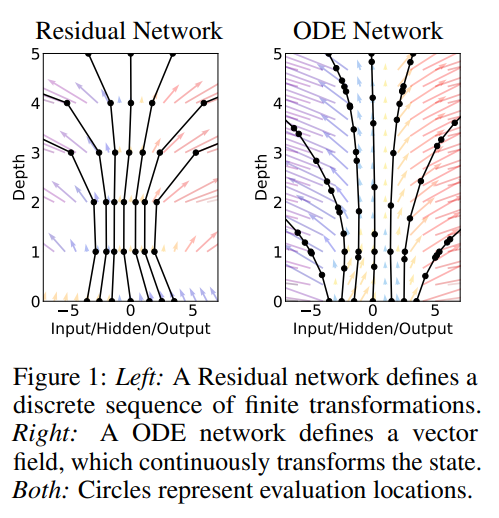 Residual Network
ODE Network
5
4
3
2
1
0
Depth
−5
0
5
Input/Hidden/Output
5
4
3
2
1
0
Depth
−5
0
5
Input/Hidden/Output
Figure 1: Left: A Residual network defines a
discrete sequence of finite transformations.
Right: A ODE network defines a vector
field, which continuously transforms the state.
Both: Circles represent evaluation locations.